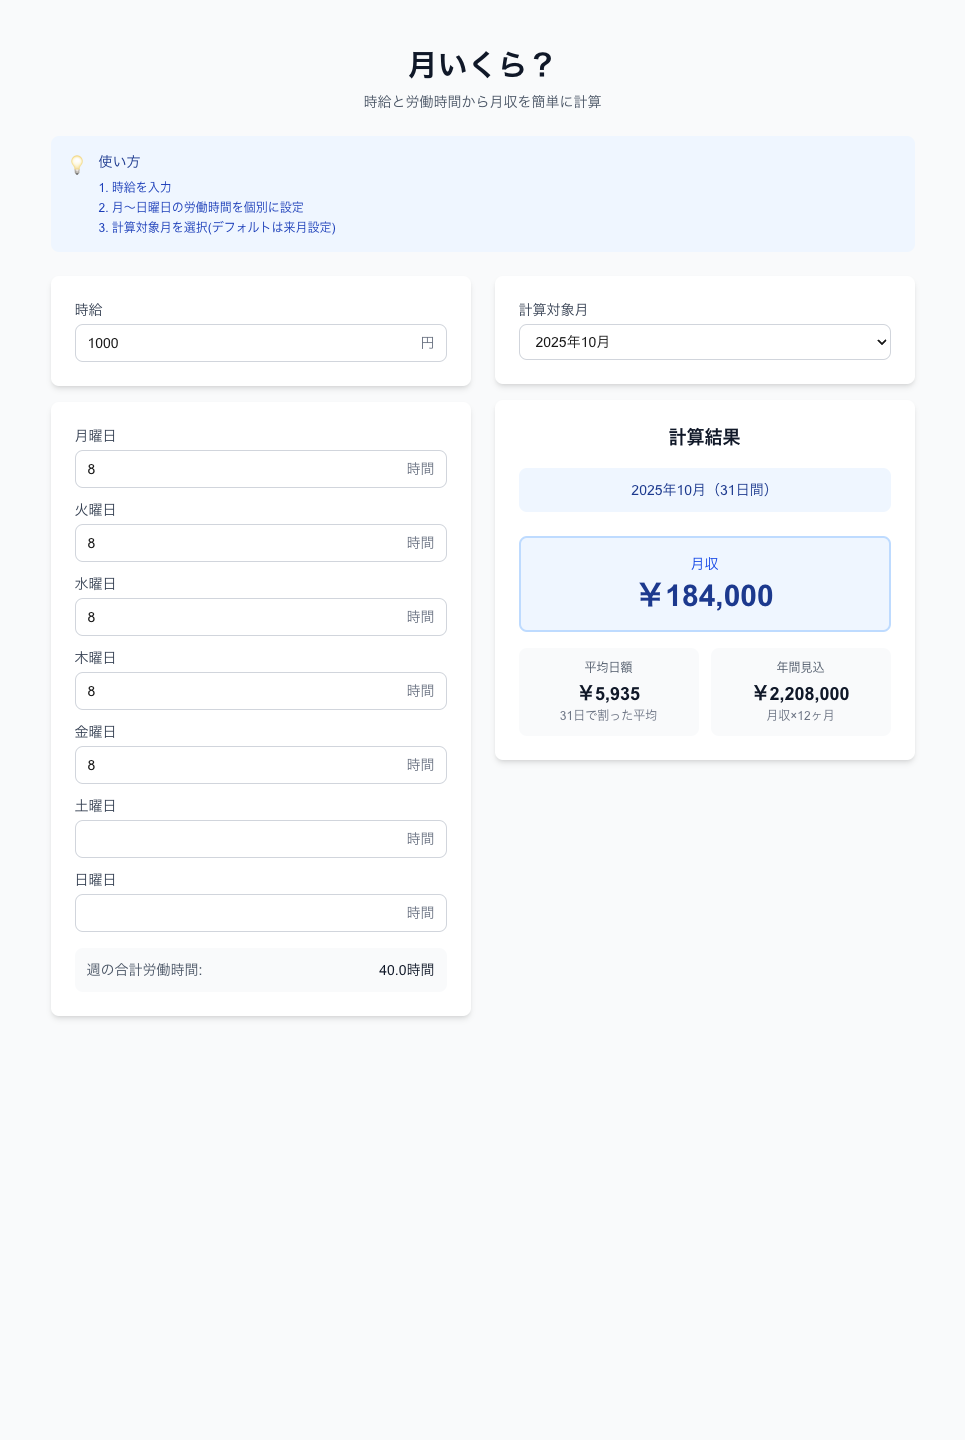 月いくら？
時給と労働時間から月収を簡単に計算
使い方
1. 時給を入力
2. 月〜日曜日の労働時間を個別に設定
3. 計算対象月を選択(デフォルトは来月設定)
時給
1000 円
計算対象月
2025年10月
月曜日
8 時間
火曜日
8 時間
水曜日
8 時間
木曜日
8 時間
金曜日
8 時間
土曜日
時間
日曜日
時間
週の合計労働時間: 40.0時間
計算結果
2025年10月（31日間）
月収
￥184,000
平均日額
￥5,935
31日で割った平均
年間見込
￥2,208,000
月収×12ヶ月